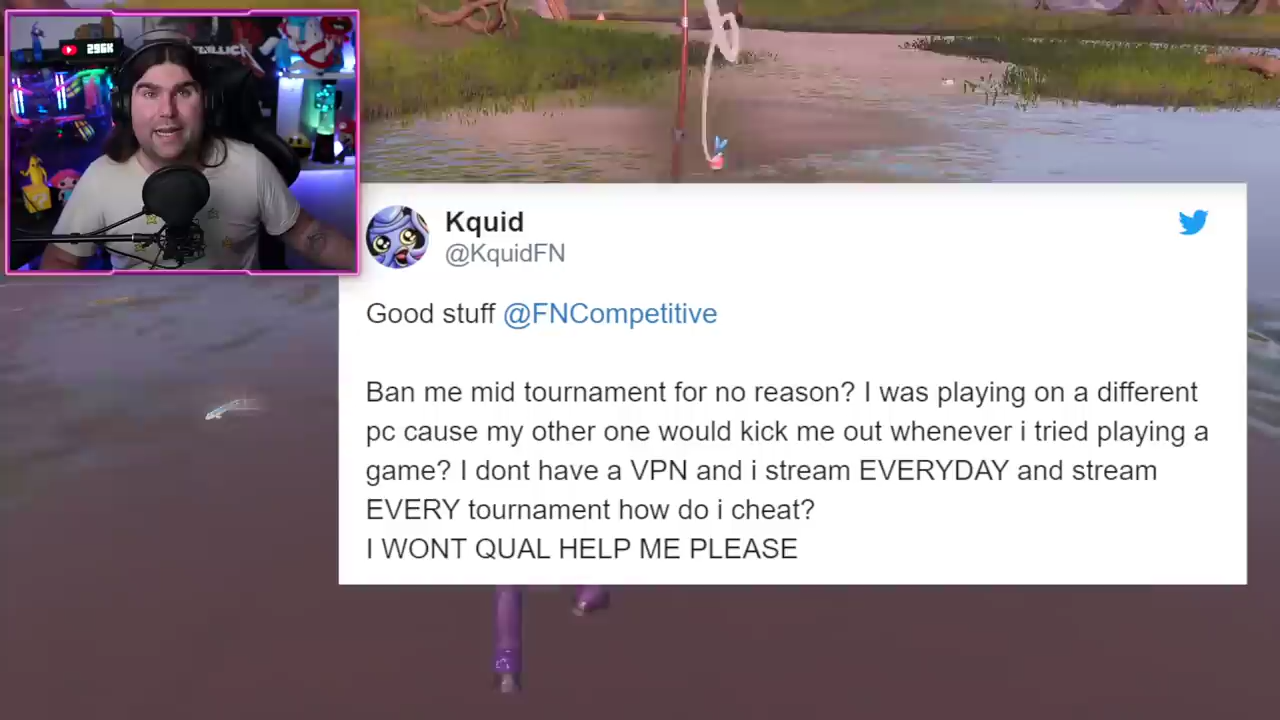 296K
METALLICA
Kquid
@KquidFN
Good stuff @FNCompetitive
Ban me mid tournament for no reason? I was playing on a different
pc cause my other one would kick me out whenever i tried playing a
game? I dont have a VPN and i stream EVERYDAY and stream
EVERY tournament how do i cheat?
I WONT QUAL HELP ME PLEASE